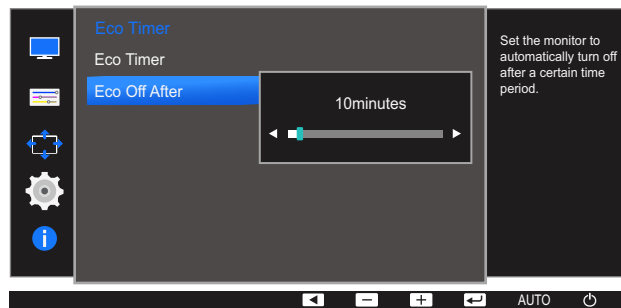 Eco Timer
Eco Timer
Eco Off After
10minutes
Set the monitor to
automatically turn off
after a certain time
period.
AUTO